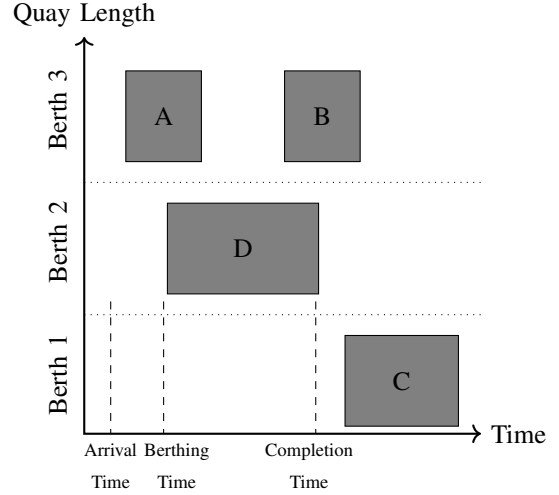 Quay Length
Berth 3
A
B
Berth 2
D
Berth 1
C
Time
Arrival Berthing Completion
Time Time Time